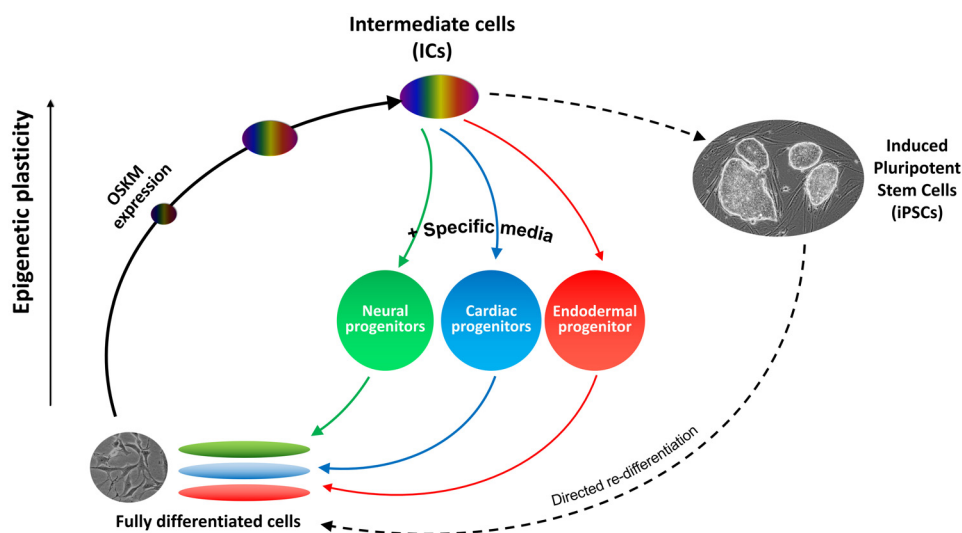 Intermediate cells
(ICs)
Epigenetic plasticity
OSKM
expression
Induced
Pluripotent
Stem Cells
(iPSCs)
+ Specific media
Neural
progenitors
Cardiac
progenitors
Endodermal
progenitor
Directed re-differentiation
Fully differentiated cells